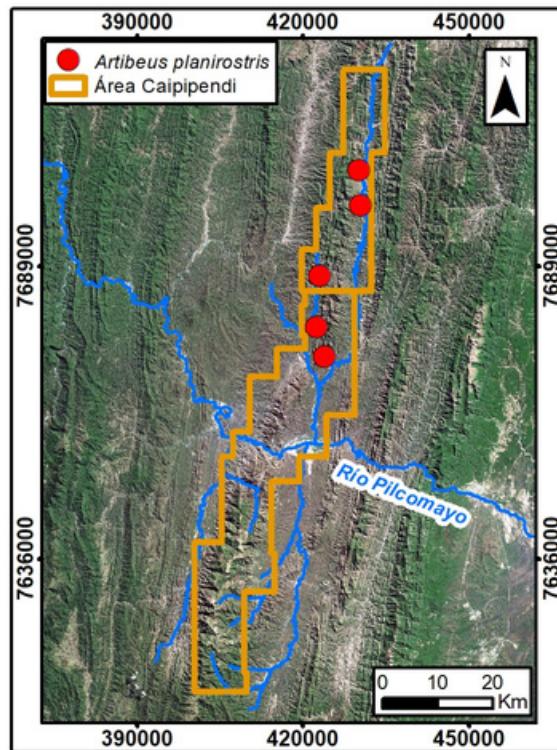 390000 420000 450000
Artibeus planirostris
Área Caipipendi
N
7689000 7689000
Río Pilcomayo
7636000 7636000
0 10 20
Km
390000 420000 450000